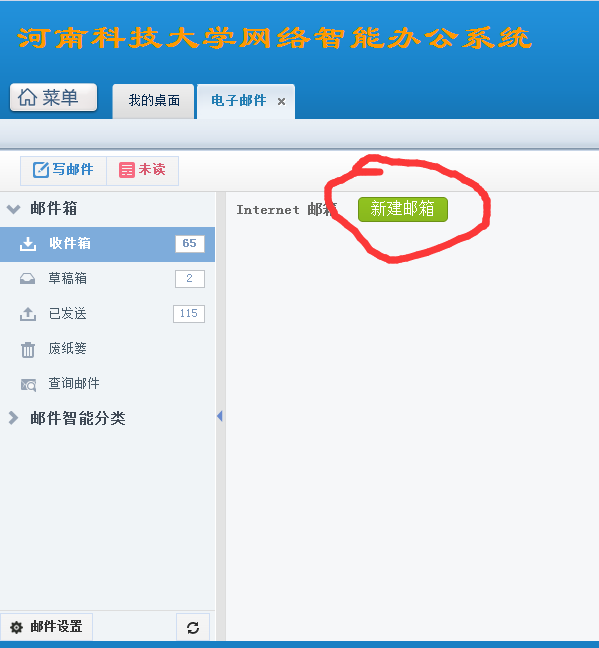 河南科技大学网络智能办公系统
菜单 我的桌面 电子邮件 ×
写邮件 未读
邮件箱
收件箱 65
草稿箱 2
已发送 115
废纸篓
查询邮件
邮件智能分类
Internet 邮箱 新建邮箱
邮件设置